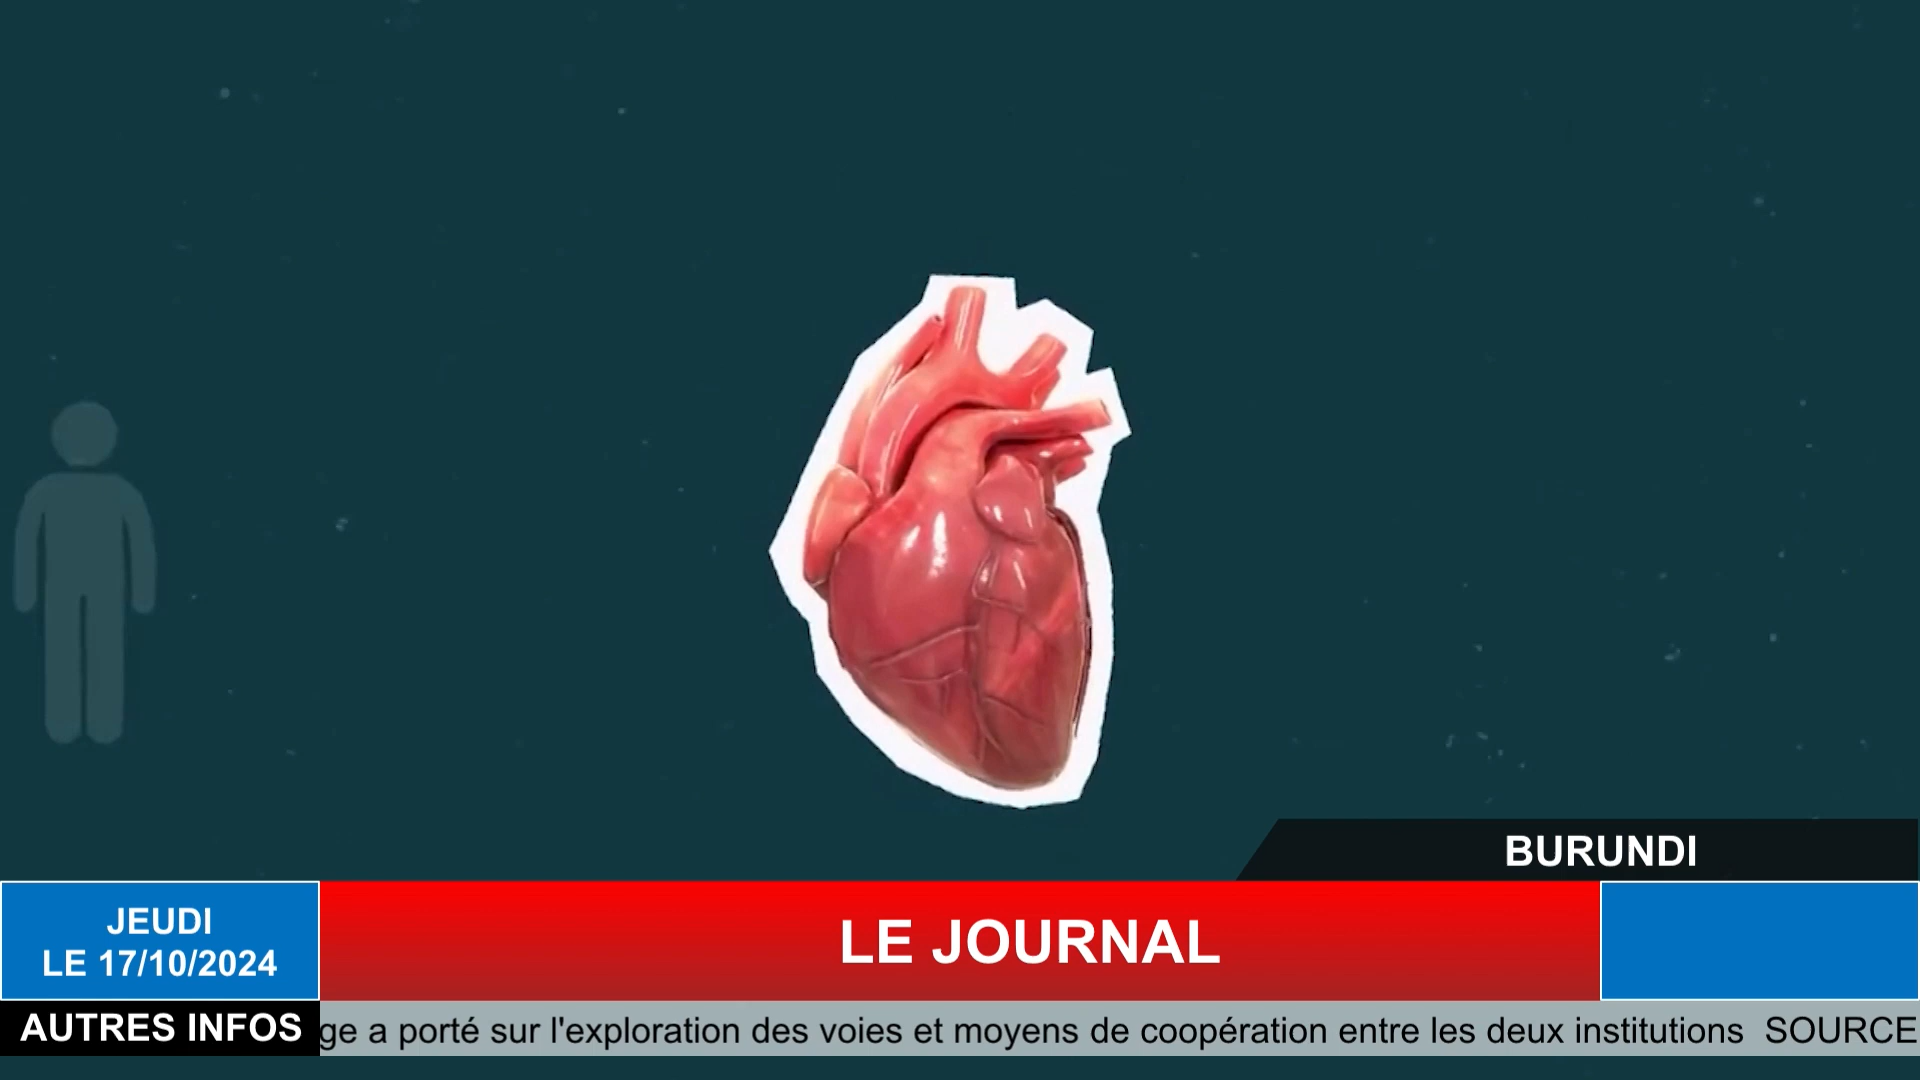 BURUNDI
JEUDI
LE 17/10/2024
LE JOURNAL
AUTRES INFOS
ge a porté sur l'exploration des voies et moyens de coopération entre les deux institutions SOURCE